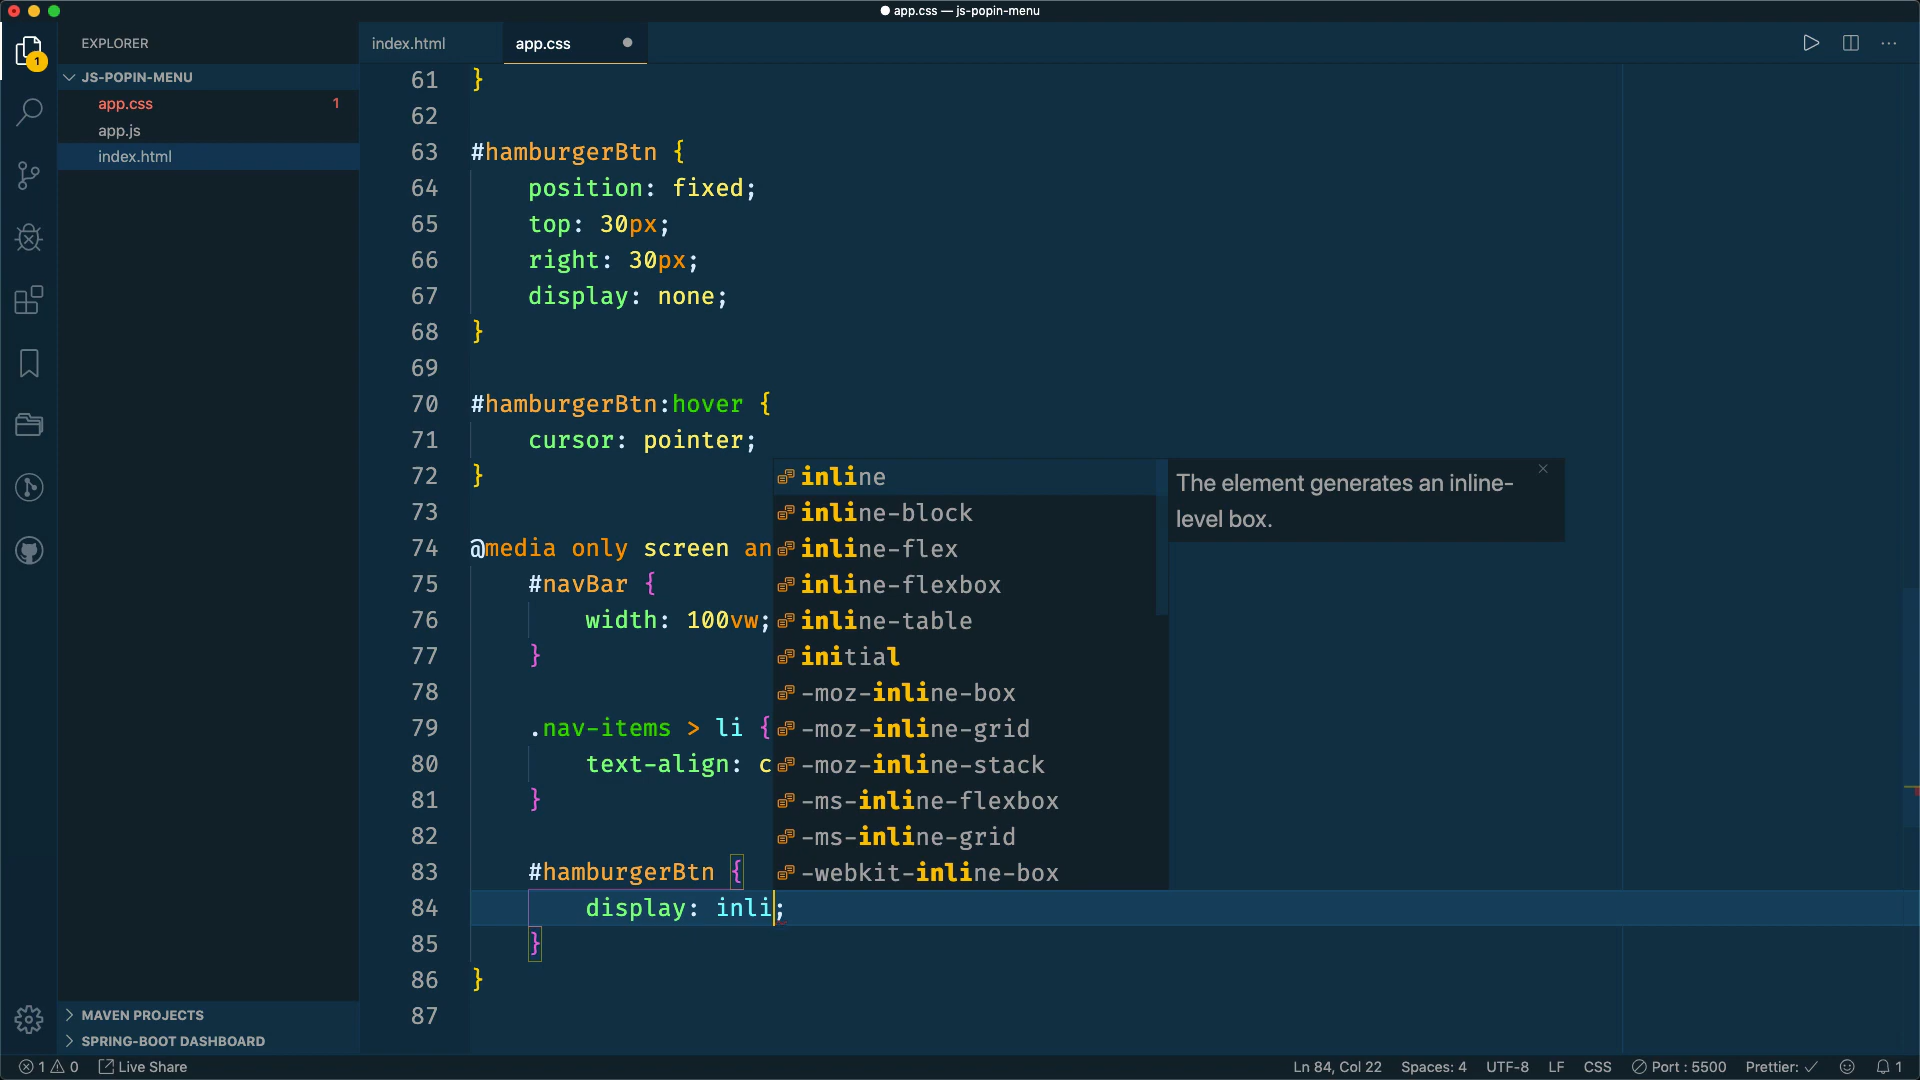 app.css — js-popin-menu
EXPLORER
index.html
app.css
1
JS-POPIN-MENU
app.css 1
app.js
index.html
61 }
62
63 #hamburgerBtn {
64 position: fixed;
65 top: 30px;
66 right: 30px;
67 display: none;
68 }
69
70 #hamburgerBtn:hover {
71 cursor: pointer;
72 }
73
74 @media only screen an
75 #navBar {
76 width: 100vw;
77 }
78
79 .nav-items > li {
80 text-align: c
81 }
82
83 #hamburgerBtn {
84 display: inli;
85 }
86 }
87
inline
inline-block
inline-flex
inline-flexbox
inline-table
initial
-moz-inline-box
-moz-inline-grid
-moz-inline-stack
-ms-inline-flexbox
-ms-inline-grid
-webkit-inline-box
The element generates an inline-
level box.
MAVEN PROJECTS
SPRING-BOOT DASHBOARD
1 0 Live Share Ln 84, Col 22 Spaces: 4 UTF-8 LF CSS Port : 5500 Prettier: ✓ 1